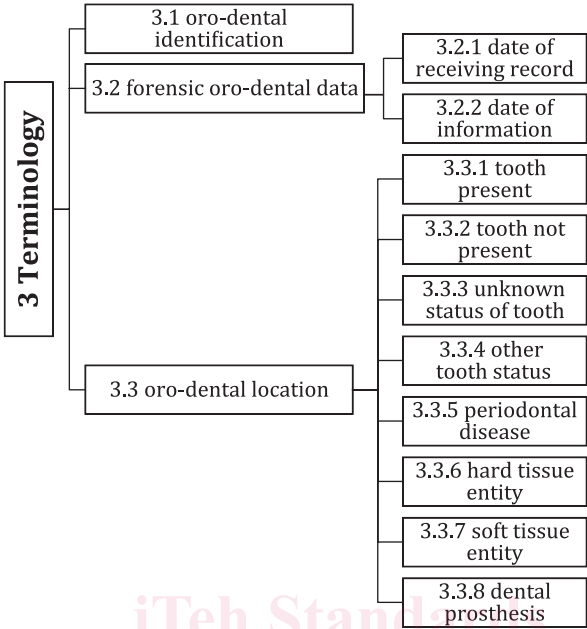 3 Terminology
3.1 oro-dental
identification
3.2 forensic oro-dental data
3.2.1 date of
receiving record
3.2.2 date of
information
3.3 oro-dental location
3.3.1 tooth
present
3.3.2 tooth not
present
3.3.3 unknown
status of tooth
3.3.4 other
tooth status
3.3.5 periodontal
disease
3.3.6 hard tissue
entity
3.3.7 soft tissue
entity
3.3.8 dental
prosthesis
iTeh Standards